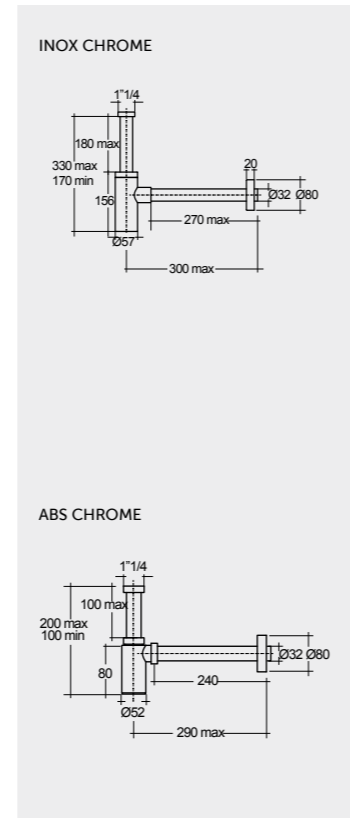 INOX CHROME
1"1/4
180 max
330 max
170 min
156
20
Ø32 Ø80
270 max
Ø57
300 max
ABS CHROME
1"1/4
100 max
200 max
100 min
80
Ø32 Ø80
240
Ø52
290 max